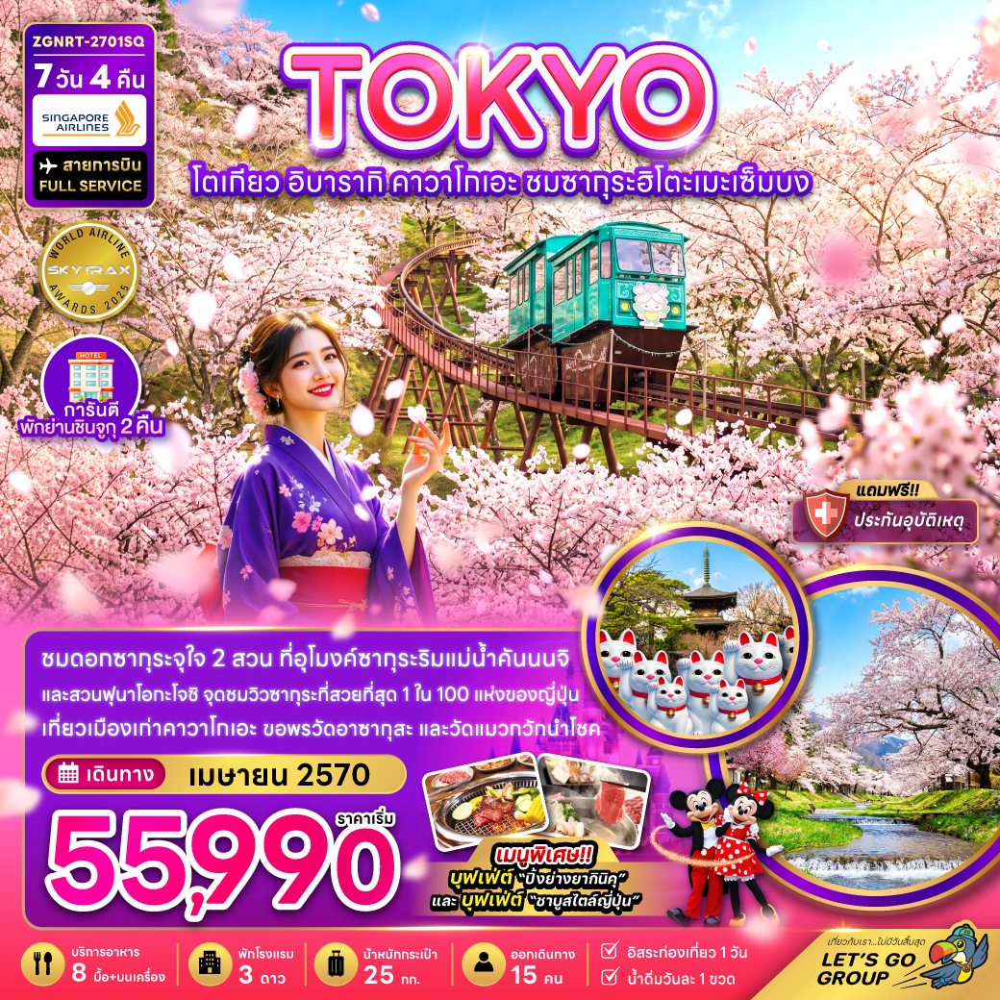 ZGNRT-2701SQ
7 วัน 4 คืน
SINGAPORE
AIRLINES
สายการบิน
FULL SERVICE
TOKYO
โตเกียว อิบารากิ คาวาโกเอะ ชมซากุระฮิโตะเมะเซ็มบง
WORLD AIRLINE
SKYTRAX
AWARDS 2025
HOTEL
การันตี
พักย่านชินจูกุ 2 คืน
แถมฟรี!!
ประกันอุบัติเหตุ
ชมดอกซากุระจุใจ 2 สวน ที่อุโมงค์ซากุระริมแม่น้ำคันนนจิ
และสวนฟุนาโอกะโจชิ จุดชมวิวซากุระที่สวยที่สุด 1 ใน 100 แห่งของญี่ปุ่น
เที่ยวเมืองเก่าคาวาโกเอะ ขอพรวัดอาซากุสะ และวัดแมวกวักนำโชค
เดินทาง
เมษายน 2570
ราคาเริ่ม
55,990
เมนูพิเศษ!!
บุฟเฟ่ต์ "ปิ้งย่างยากินิคุ"
และ บุฟเฟ่ต์ "ชาบูสไตล์ญี่ปุ่น"
บริการอาหาร
8 มื้อ+บนเครื่อง
พักโรงแรม
3 ดาว
น้ำหนักกระเป๋า
25 กก.
ออกเดินทาง
15 คน
อิสระท่องเที่ยว 1 วัน
น้ำดื่มวันละ 1 ขวด
เที่ยวกับเรา...ไม่มีวันสิ้นสุด
LET'S GO
GROUP